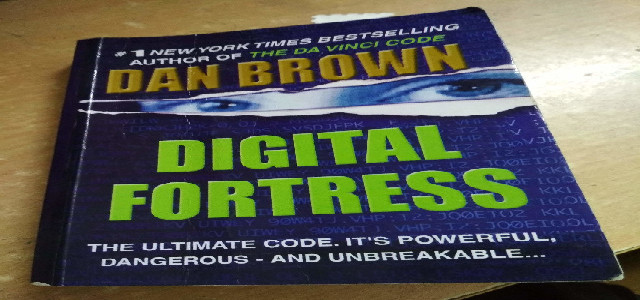 #1 NEW YORK TIMES BESTSELLING
AUTHOR OF THE DA VINCI CODE
DAN BROWN
DIGITAL
FORTRESS
THE ULTIMATE CODE. IT'S POWERFUL,
DANGEROUS - AND UNBREAKABLE...